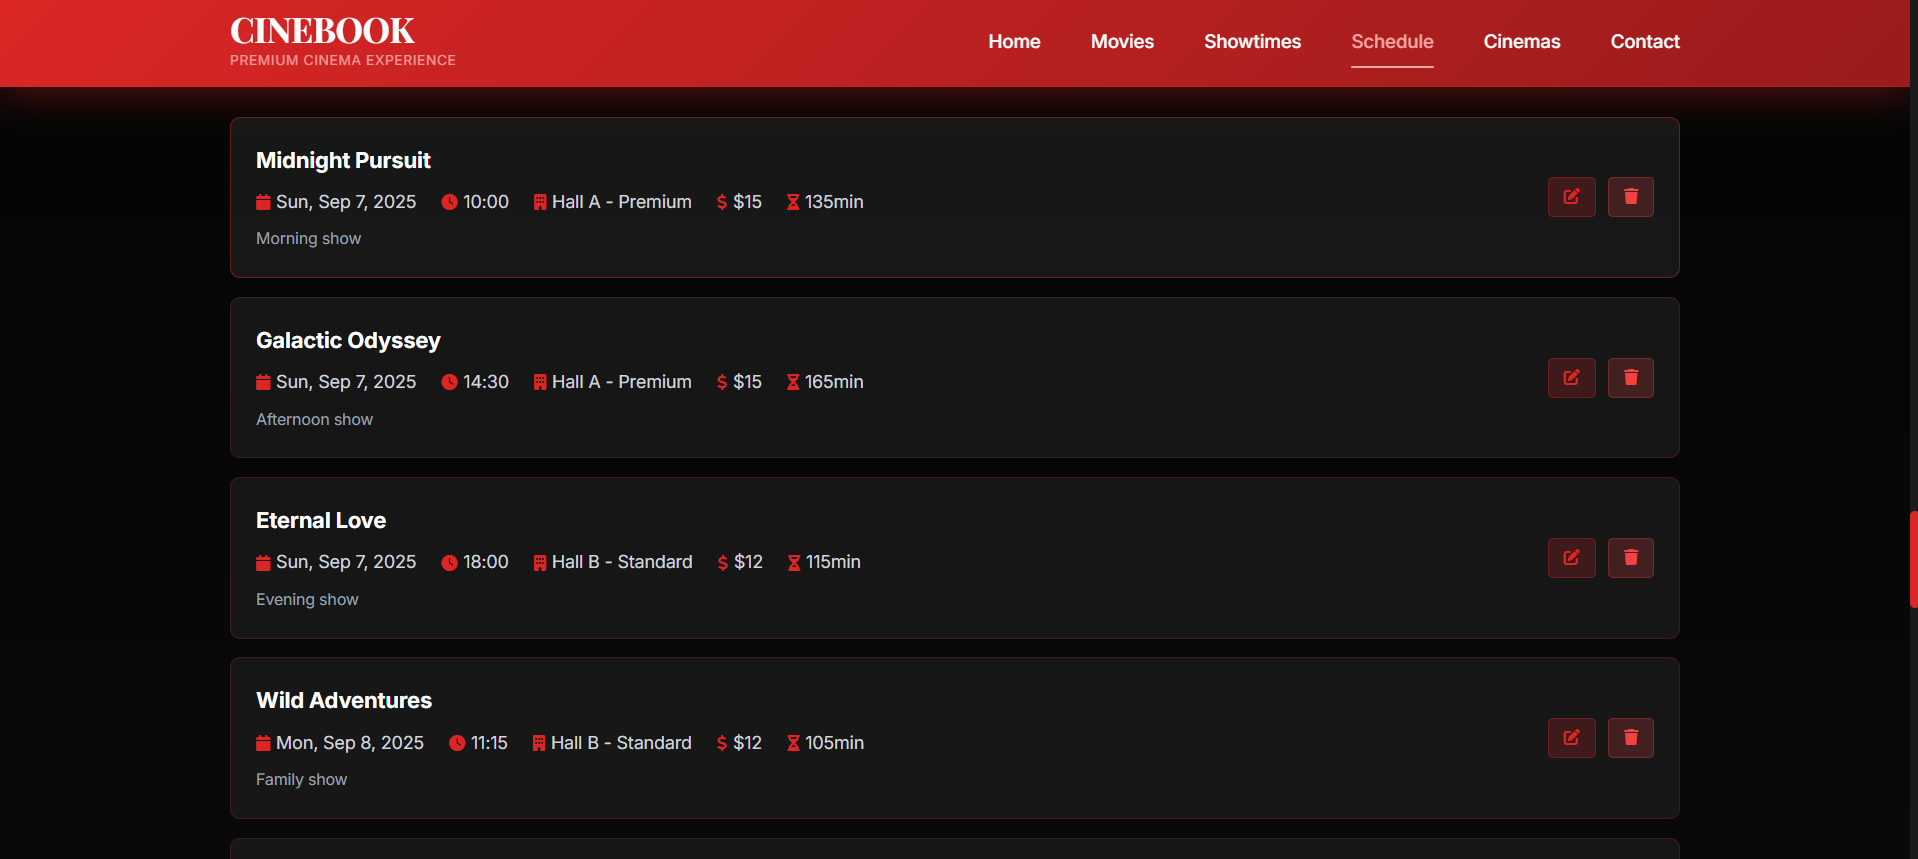 CINEBOOK
PREMIUM CINEMA EXPERIENCE
Home Movies Showtimes Schedule Cinemas Contact
Midnight Pursuit
Sun, Sep 7, 2025 10:00 Hall A - Premium $ $15 135min
Morning show
Galactic Odyssey
Sun, Sep 7, 2025 14:30 Hall A - Premium $ $15 165min
Afternoon show
Eternal Love
Sun, Sep 7, 2025 18:00 Hall B - Standard $ $12 115min
Evening show
Wild Adventures
Mon, Sep 8, 2025 11:15 Hall B - Standard $ $12 105min
Family show